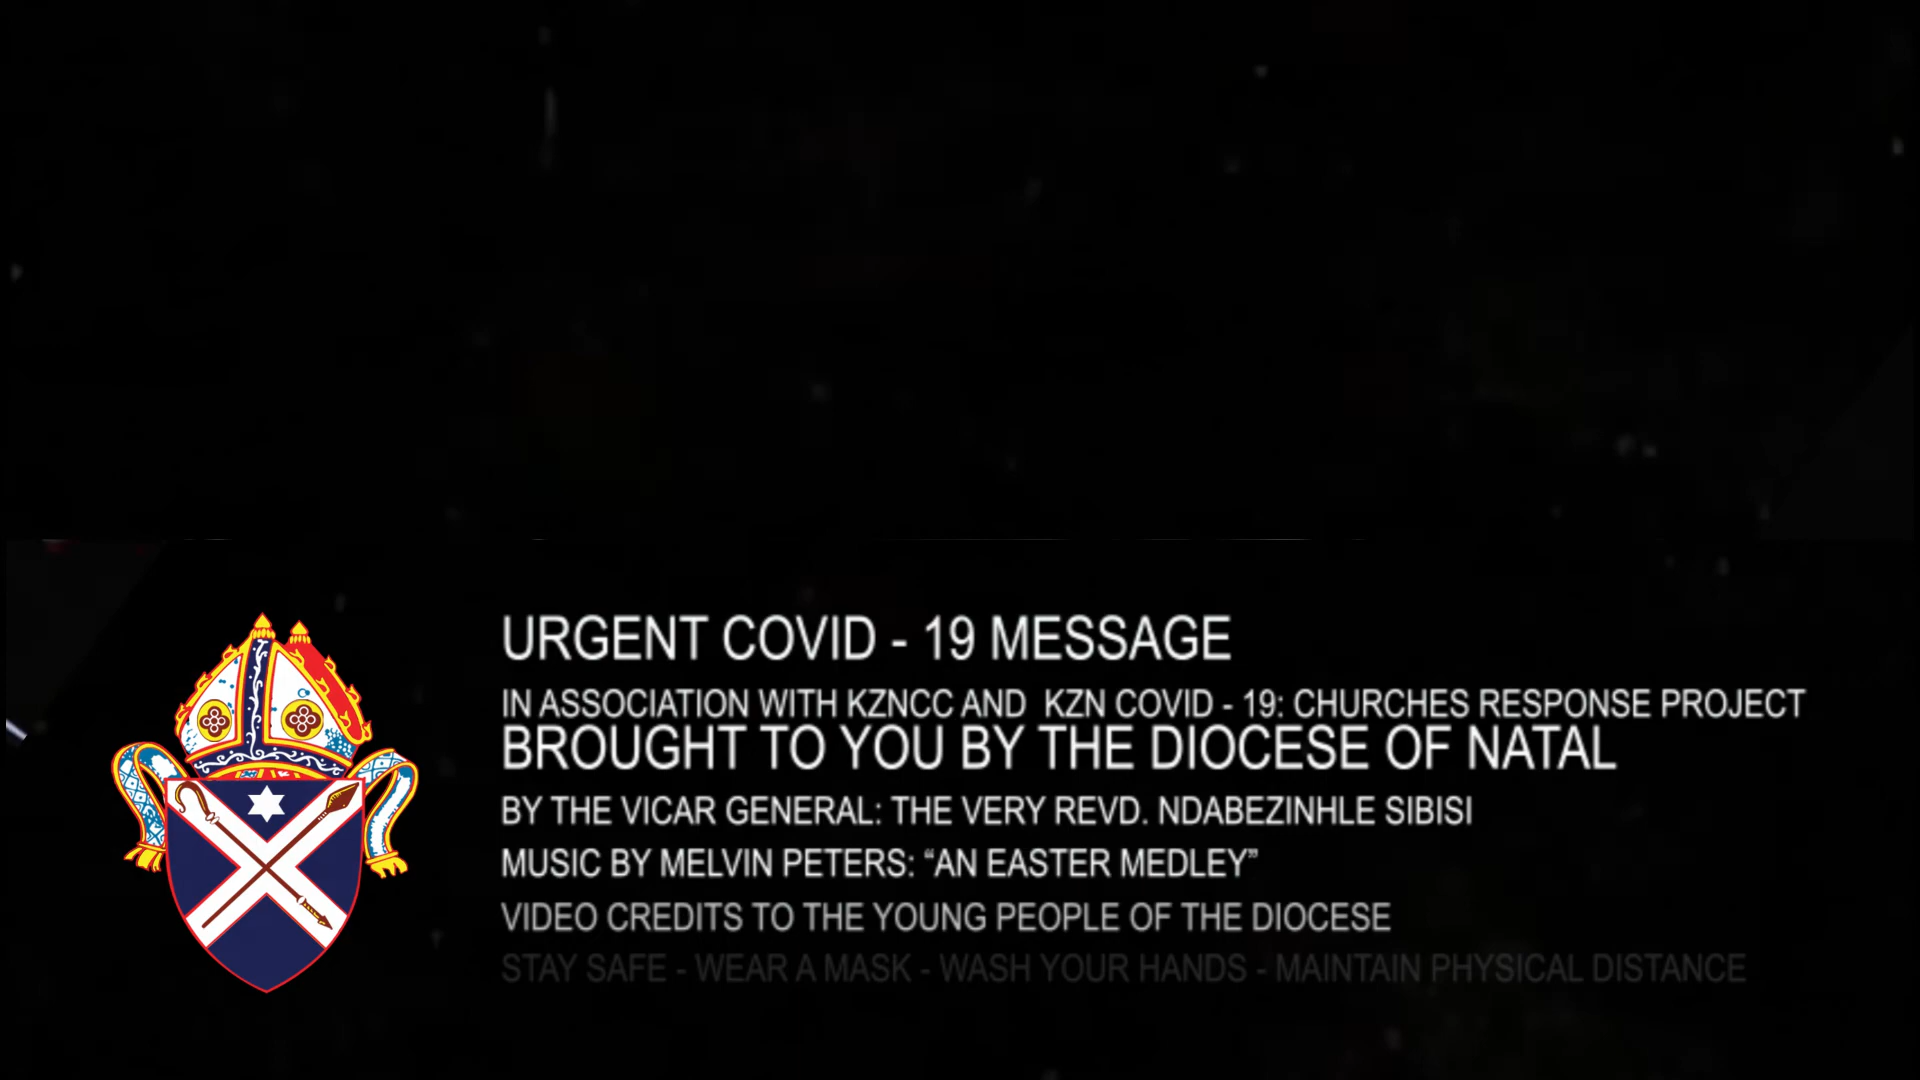 URGENT COVID - 19 MESSAGE
IN ASSOCIATION WITH KZNCC AND KZN COVID - 19: CHURCHES RESPONSE PROJECT
BROUGHT TO YOU BY THE DIOCESE OF NATAL
BY THE VICAR GENERAL: THE VERY REVD. NDABEZINHLE SIBISI
MUSIC BY MELVIN PETERS: “AN EASTER MEDLEY”
VIDEO CREDITS TO THE YOUNG PEOPLE OF THE DIOCESE
STAY SAFE - WEAR A MASK - WASH YOUR HANDS - MAINTAIN PHYSICAL DISTANCE